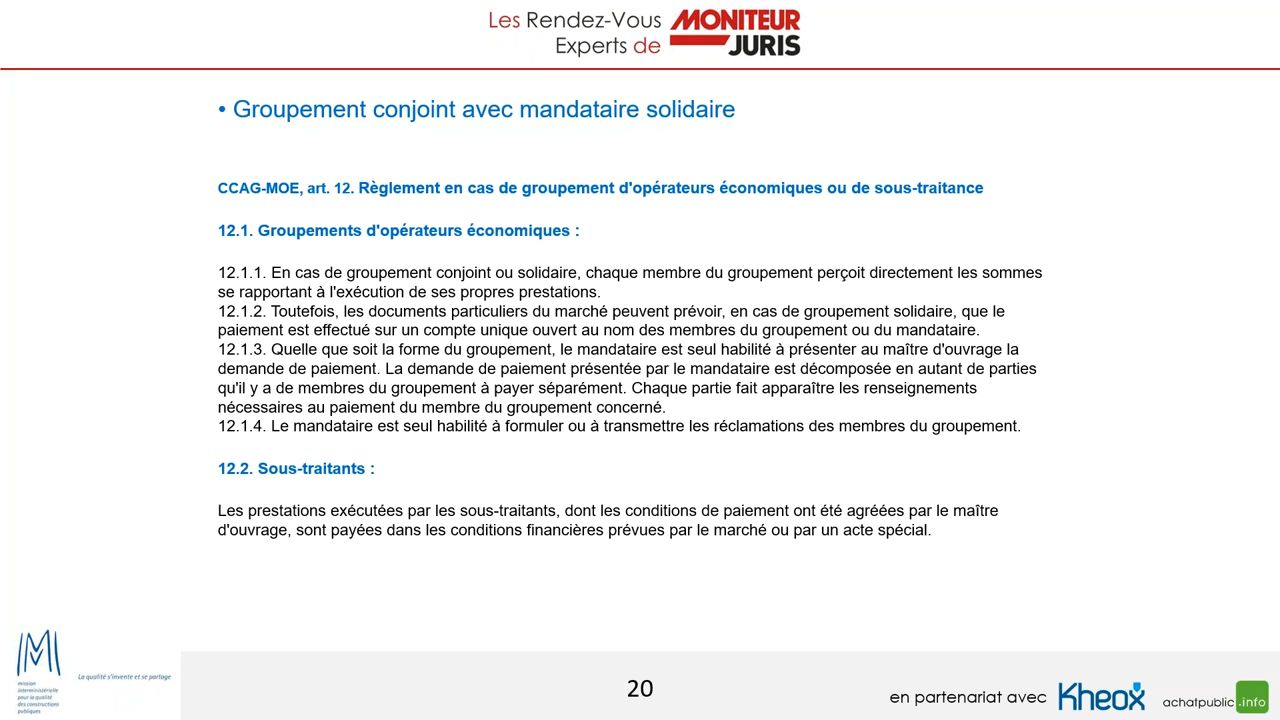 Les Rendez-Vous
Experts de
MONITEUR
JURIS
• Groupement conjoint avec mandataire solidaire
CCAG-MOE, art. 12. Règlement en cas de groupement d'opérateurs économiques ou de sous-traitance
12.1. Groupements d'opérateurs économiques :
12.1.1. En cas de groupement conjoint ou solidaire, chaque membre du groupement perçoit directement les sommes
se rapportant à l'exécution de ses propres prestations.
12.1.2. Toutefois, les documents particuliers du marché peuvent prévoir, en cas de groupement solidaire, que le
paiement est effectué sur un compte unique ouvert au nom des membres du groupement ou du mandataire.
12.1.3. Quelle que soit la forme du groupement, le mandataire est seul habilité à présenter au maître d'ouvrage la
demande de paiement. La demande de paiement présentée par le mandataire est décomposée en autant de parties
qu'il y a de membres du groupement à payer séparément. Chaque partie fait apparaître les renseignements
nécessaires au paiement du membre du groupement concerné.
12.1.4. Le mandataire est seul habilité à formuler ou à transmettre les réclamations des membres du groupement.
12.2. Sous-traitants :
Les prestations exécutées par les sous-traitants, dont les conditions de paiement ont été agréées par le maître
d'ouvrage, sont payées dans les conditions financières prévues par le marché ou par un acte spécial.
mission
interministérielle
pour la qualité
des constructions
publiques
La qualité s'invente et se partage
20
en partenariat avec
Kheox
achatpublic.info